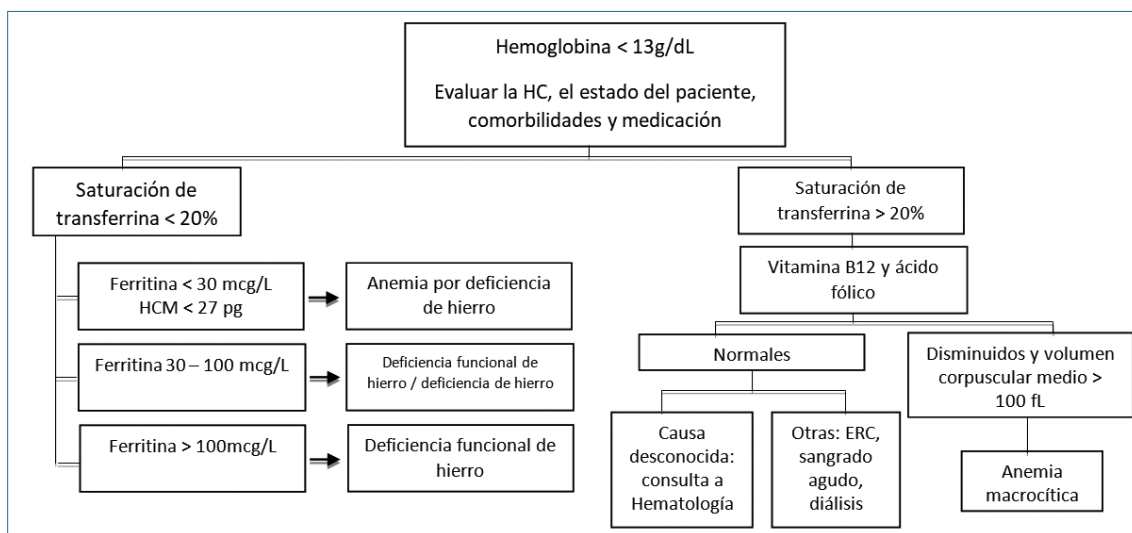 Hemoglobina < 13g/dL
Evaluar la HC, el estado del paciente,
comorbilidades y medicación
Saturación de
transferrina < 20%
Ferritina < 30 mcg/L
HCM < 27 pg
Anemia por deficiencia
de hierro
Ferritina 30 – 100 mcg/L
Deficiencia funcional de
hierro / deficiencia de hierro
Ferritina > 100mcg/L
Deficiencia funcional de
hierro
Saturación de
transferrina > 20%
Vitamina B12 y ácido
fólico
Normales
Causa
desconocida:
consulta a
Hematología
Otras: ERC,
sangrado
agudo,
diálisis
Disminuidos y volumen
corpuscular medio >
100 fL
Anemia
macrocítica